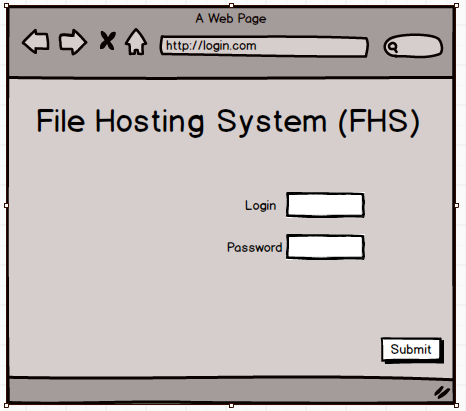 A Web Page
http://login.com
File Hosting System (FHS)
Login
Password
Submit